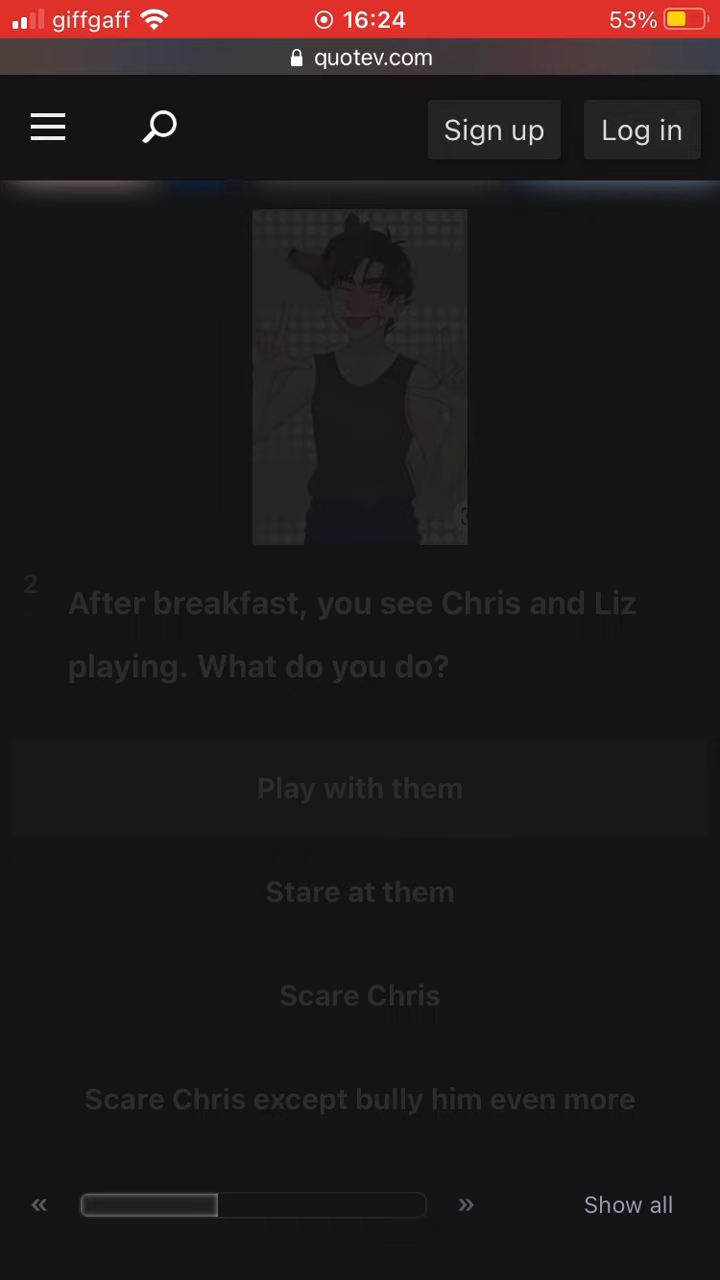 giffgaff 16:24 53%
quotev.com
Sign up Log in
2
After breakfast, you see Chris and Liz
playing. What do you do?
Play with them
Stare at them
Scare Chris
Scare Chris except bully him even more
« » Show all